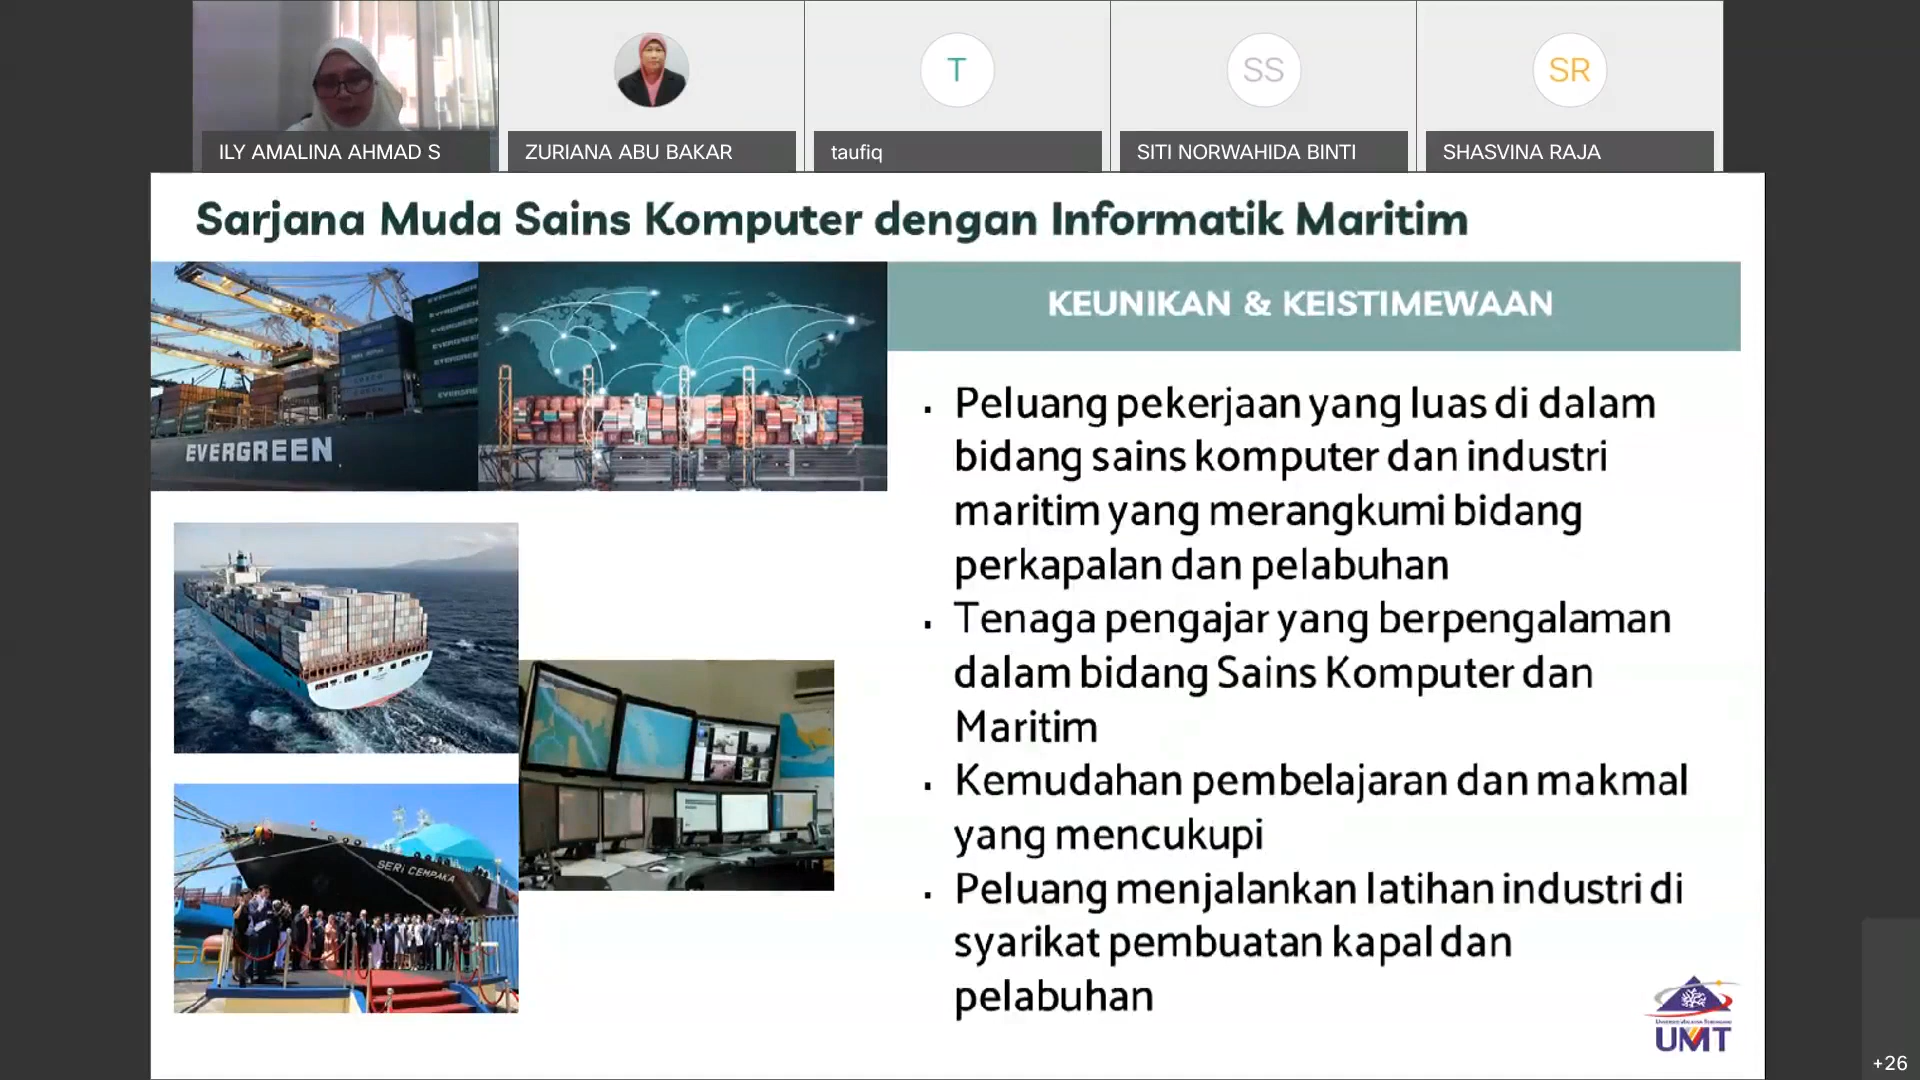 T
SS
SR
ILY AMALINA AHMAD S
ZURIANA ABU BAKAR
taufiq
SITI NORWAHIDA BINTI
SHASVINA RAJA
Sarjana Muda Sains Komputer dengan Informatik Maritim
EVERGREEN
SERI CEMPAKA
KEUNIKAN & KEISTIMEWAAN
▪ Peluang pekerjaan yang luas di dalam
bidang sains komputer dan industri
maritim yang merangkumi bidang
perkapalan dan pelabuhan
▪ Tenaga pengajar yang berpengalaman
dalam bidang Sains Komputer dan
Maritim
▪ Kemudahan pembelajaran dan makmal
yang mencukupi
▪ Peluang menjalankan latihan industri di
syarikat pembuatan kapal dan
pelabuhan
UMT
+26